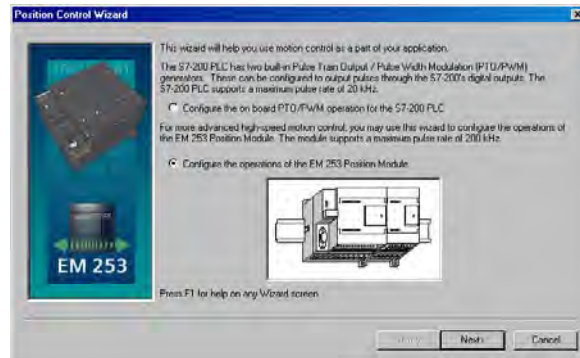 Position Control Wizard
This wizard will help you use motion control as a part of your application.
The S7-200 PLC has two built-in Pulse Train Output / Pulse Width Modulation (PTO/PWM)
generators. These can be configured to output pulses through the S7-200's digital outputs. The
S7-200 PLC supports a maximum pulse rate of 20 kHz.
Configure the on board PTO/PWM operation for the S7-200 PLC
For more advanced high-speed motion control, you may use this wizard to configure the operations of
the EM 253 Position Module. The module supports a maximum pulse rate of 200 kHz.
Configure the operations of the EM 253 Position Module
EM 253
Press F1 for help on any Wizard screen
Next>
Cancel